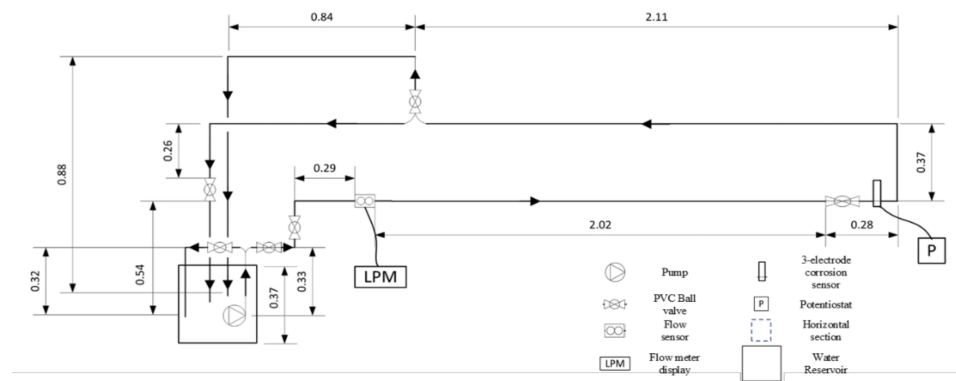 0.84
2.11
0.26
0.88
0.37
0.29
0.54
2.02
0.28
P
0.32
0.33
0.37
LPM
Pump
3-electrode
corrosion
sensor
PVC Ball
valve
P
Potentiostat
Flow
sensor
Horizontal
section
LPM
Flow meter
display
Water
Reservoir